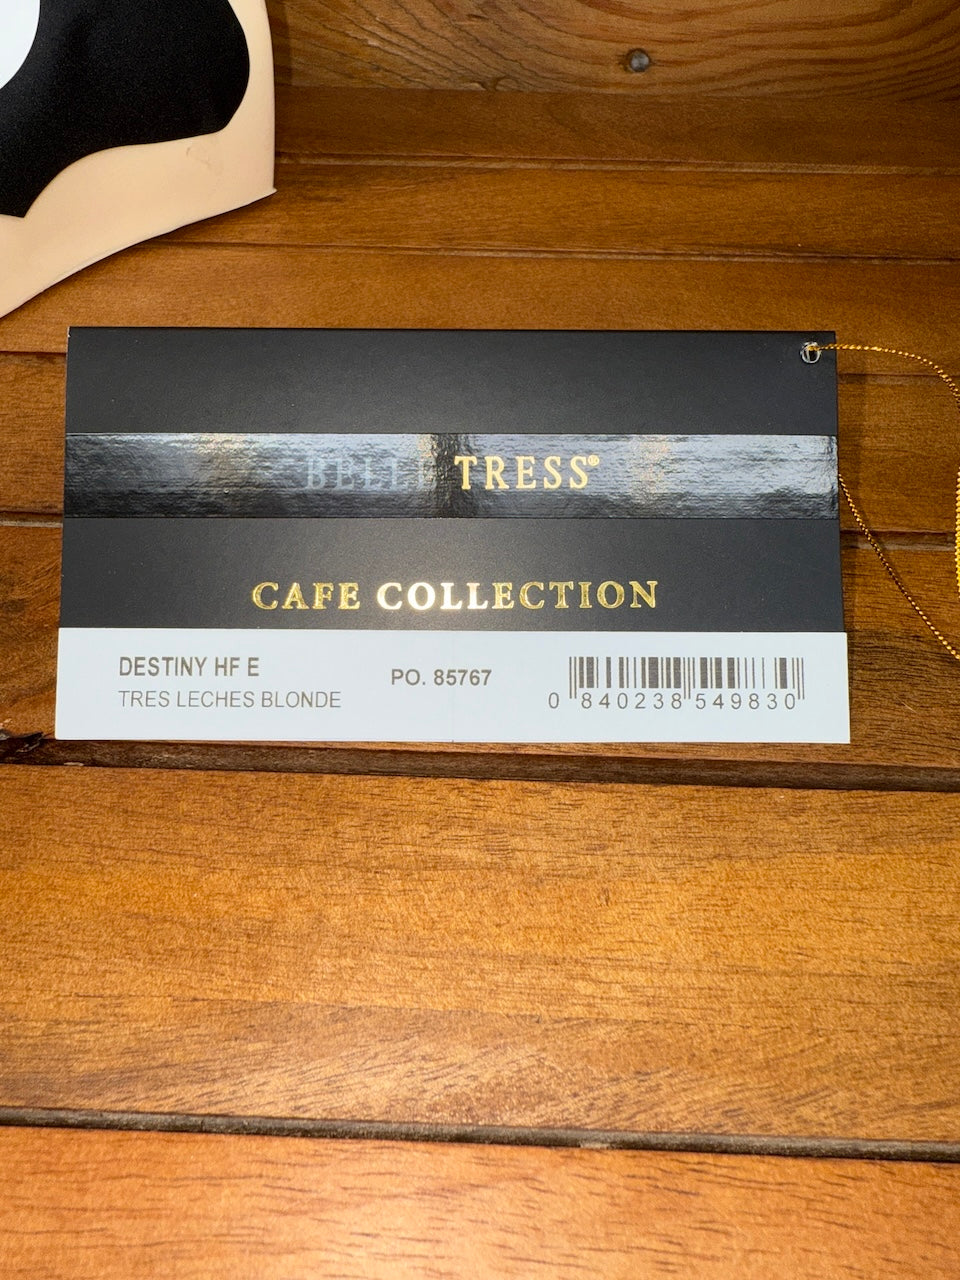 BELLE TRESS®
CAFE COLLECTION
DESTINY HF E
TRES LECHES BLONDE
PO. 85767
0 840238 549830